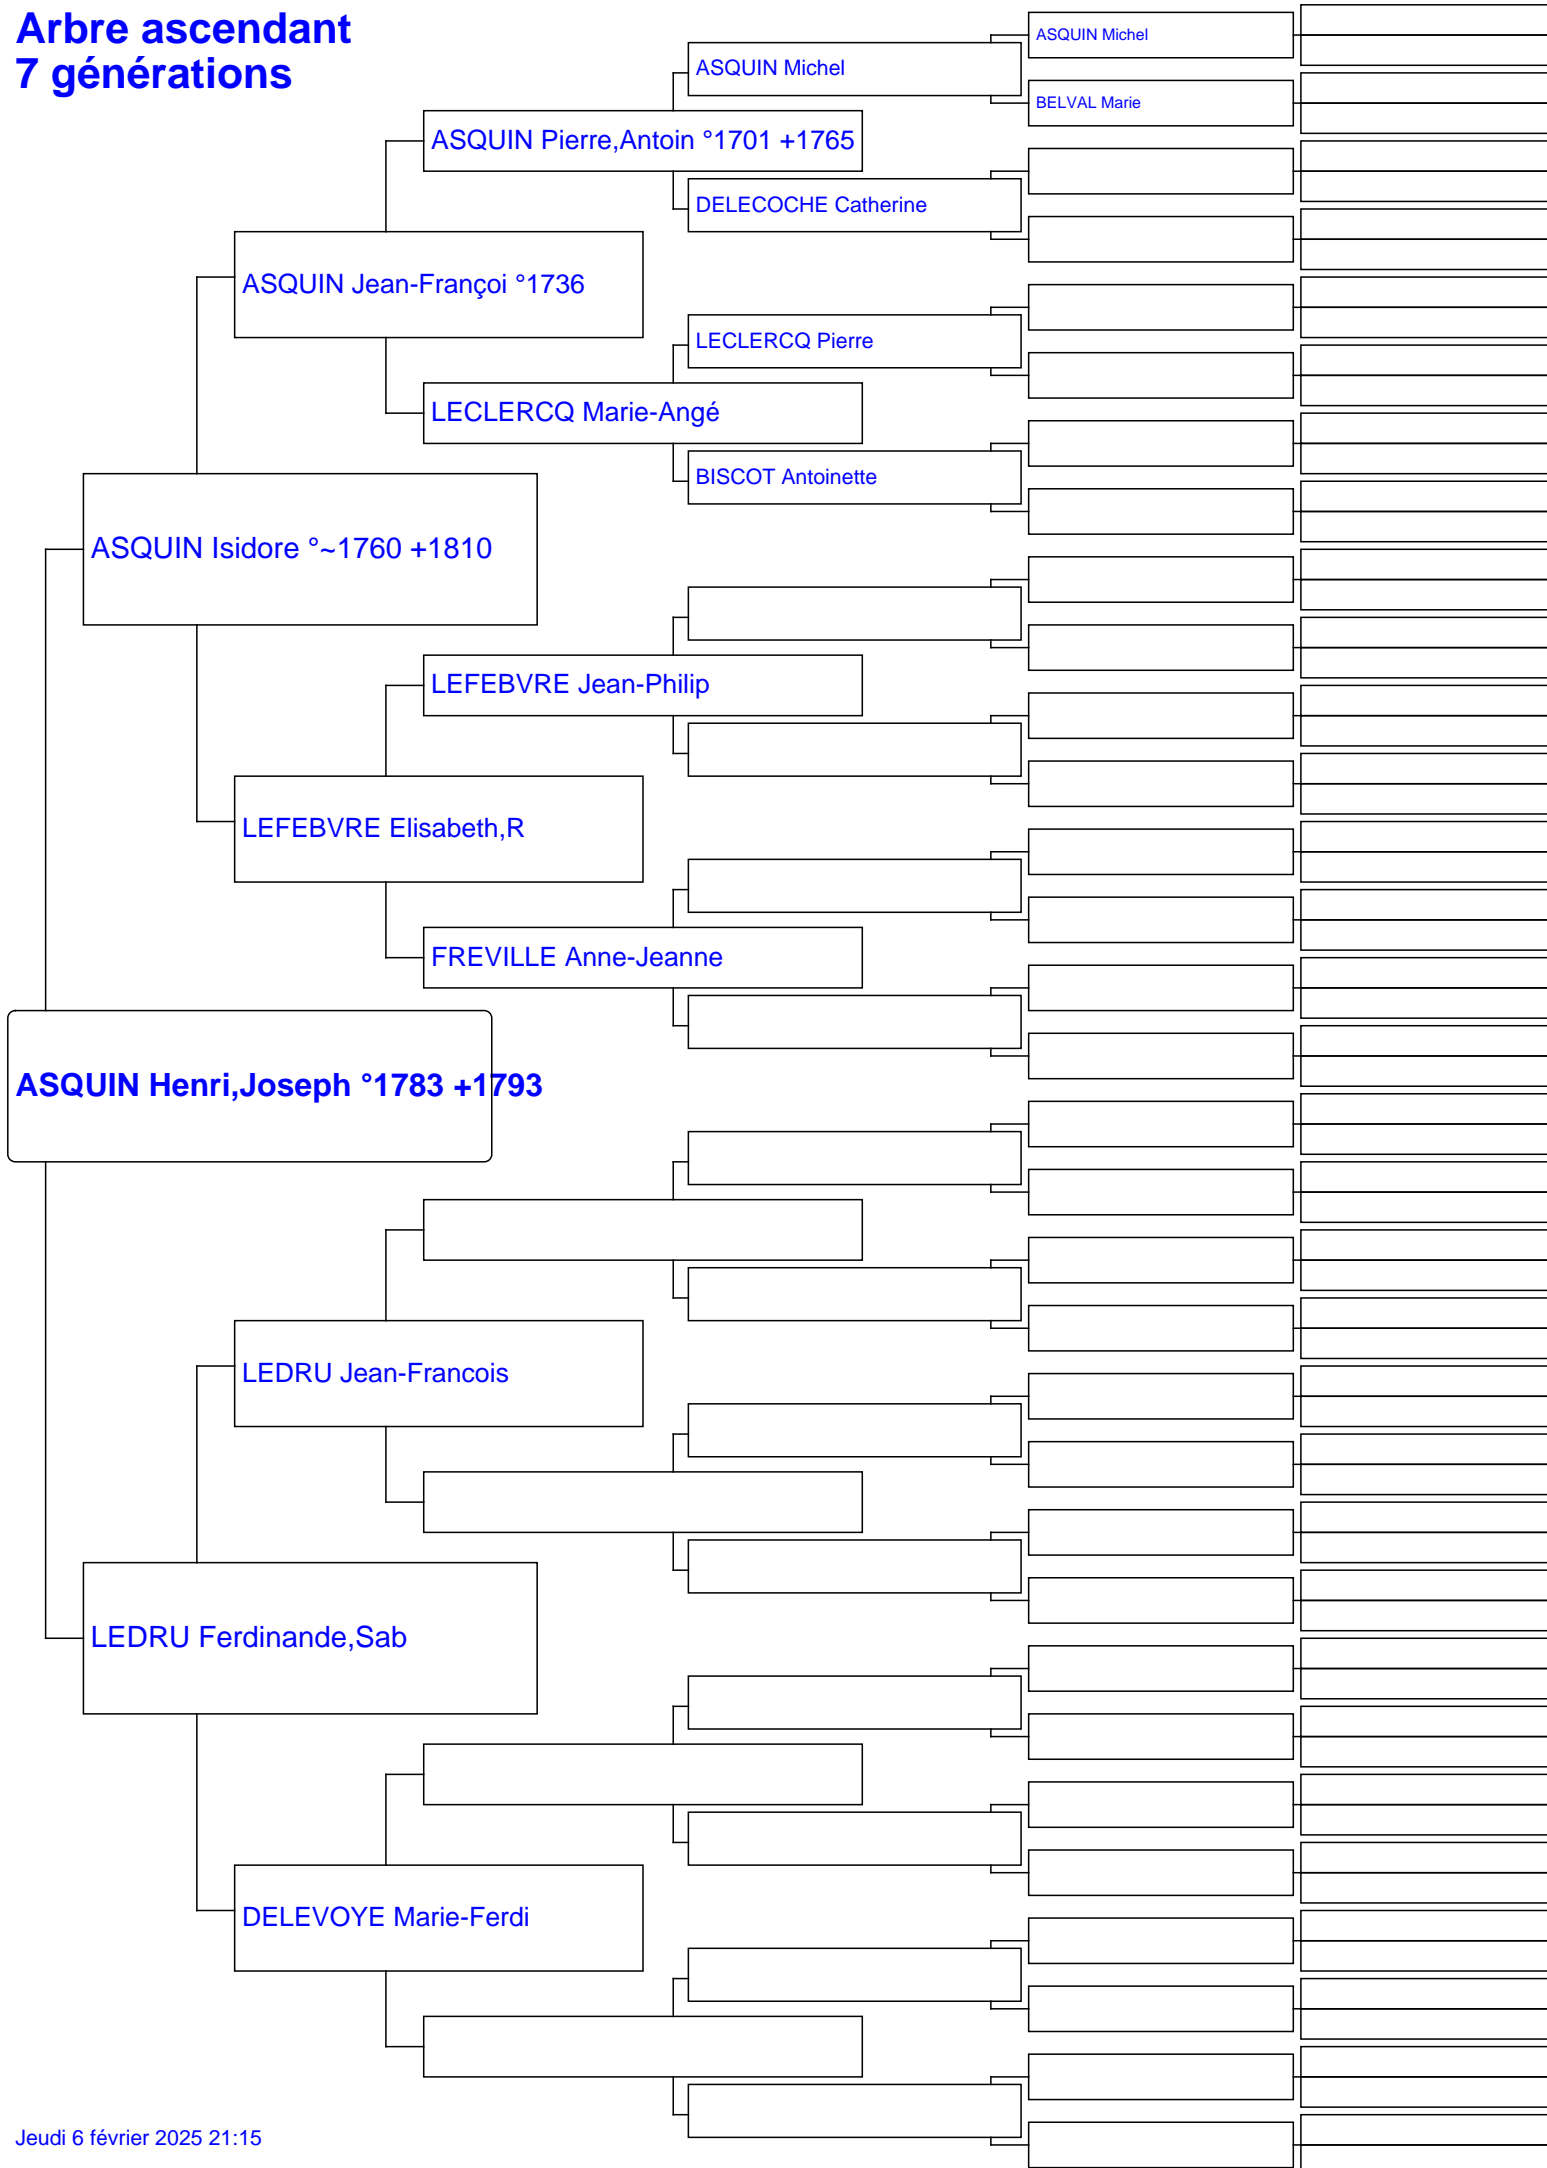 Arbre ascendant
7 générations
ASQUIN Michel
ASQUIN Michel
BELVAL Marie
ASQUIN Pierre,Antoin °1701 +1765
DELECOCHE Catherine
ASQUIN Jean-Françoi °1736
LECLERCQ Pierre
LECLERCQ Marie-Angé
BISCOT Antoinette
ASQUIN Isidore °~1760 +1810
LEFEBVRE Jean-Philip
LEFEBVRE Elisabeth,R
FREVILLE Anne-Jeanne
ASQUIN Henri,Joseph °1783 +1793
LEDRU Jean-Francois
LEDRU Ferdinande,Sab
DELEVOYE Marie-Ferdi
Jeudi 6 février 2025 21:15